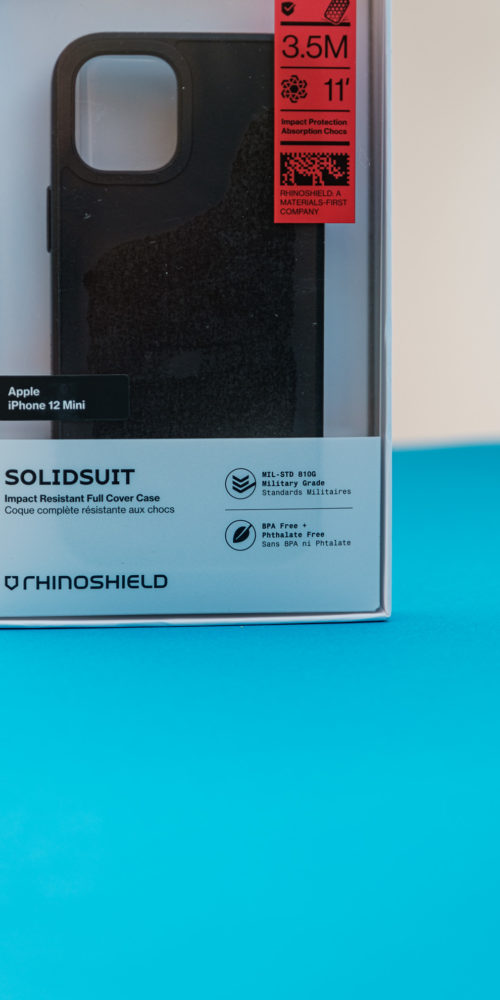 3.5M
11'
Impact Protection
Absorption Chocs
RHINOSHIELD: A
MATERIALS-FIRST
COMPANY
Apple
iPhone 12 Mini
SOLIDSUIT
Impact Resistant Full Cover Case
Coque complète résistante aux chocs
MIL-STD 810G
Military Grade
Standards Militaires
BPA Free +
Phthalate Free
Sans BPA ni Phtalate
RHINOSHIELD